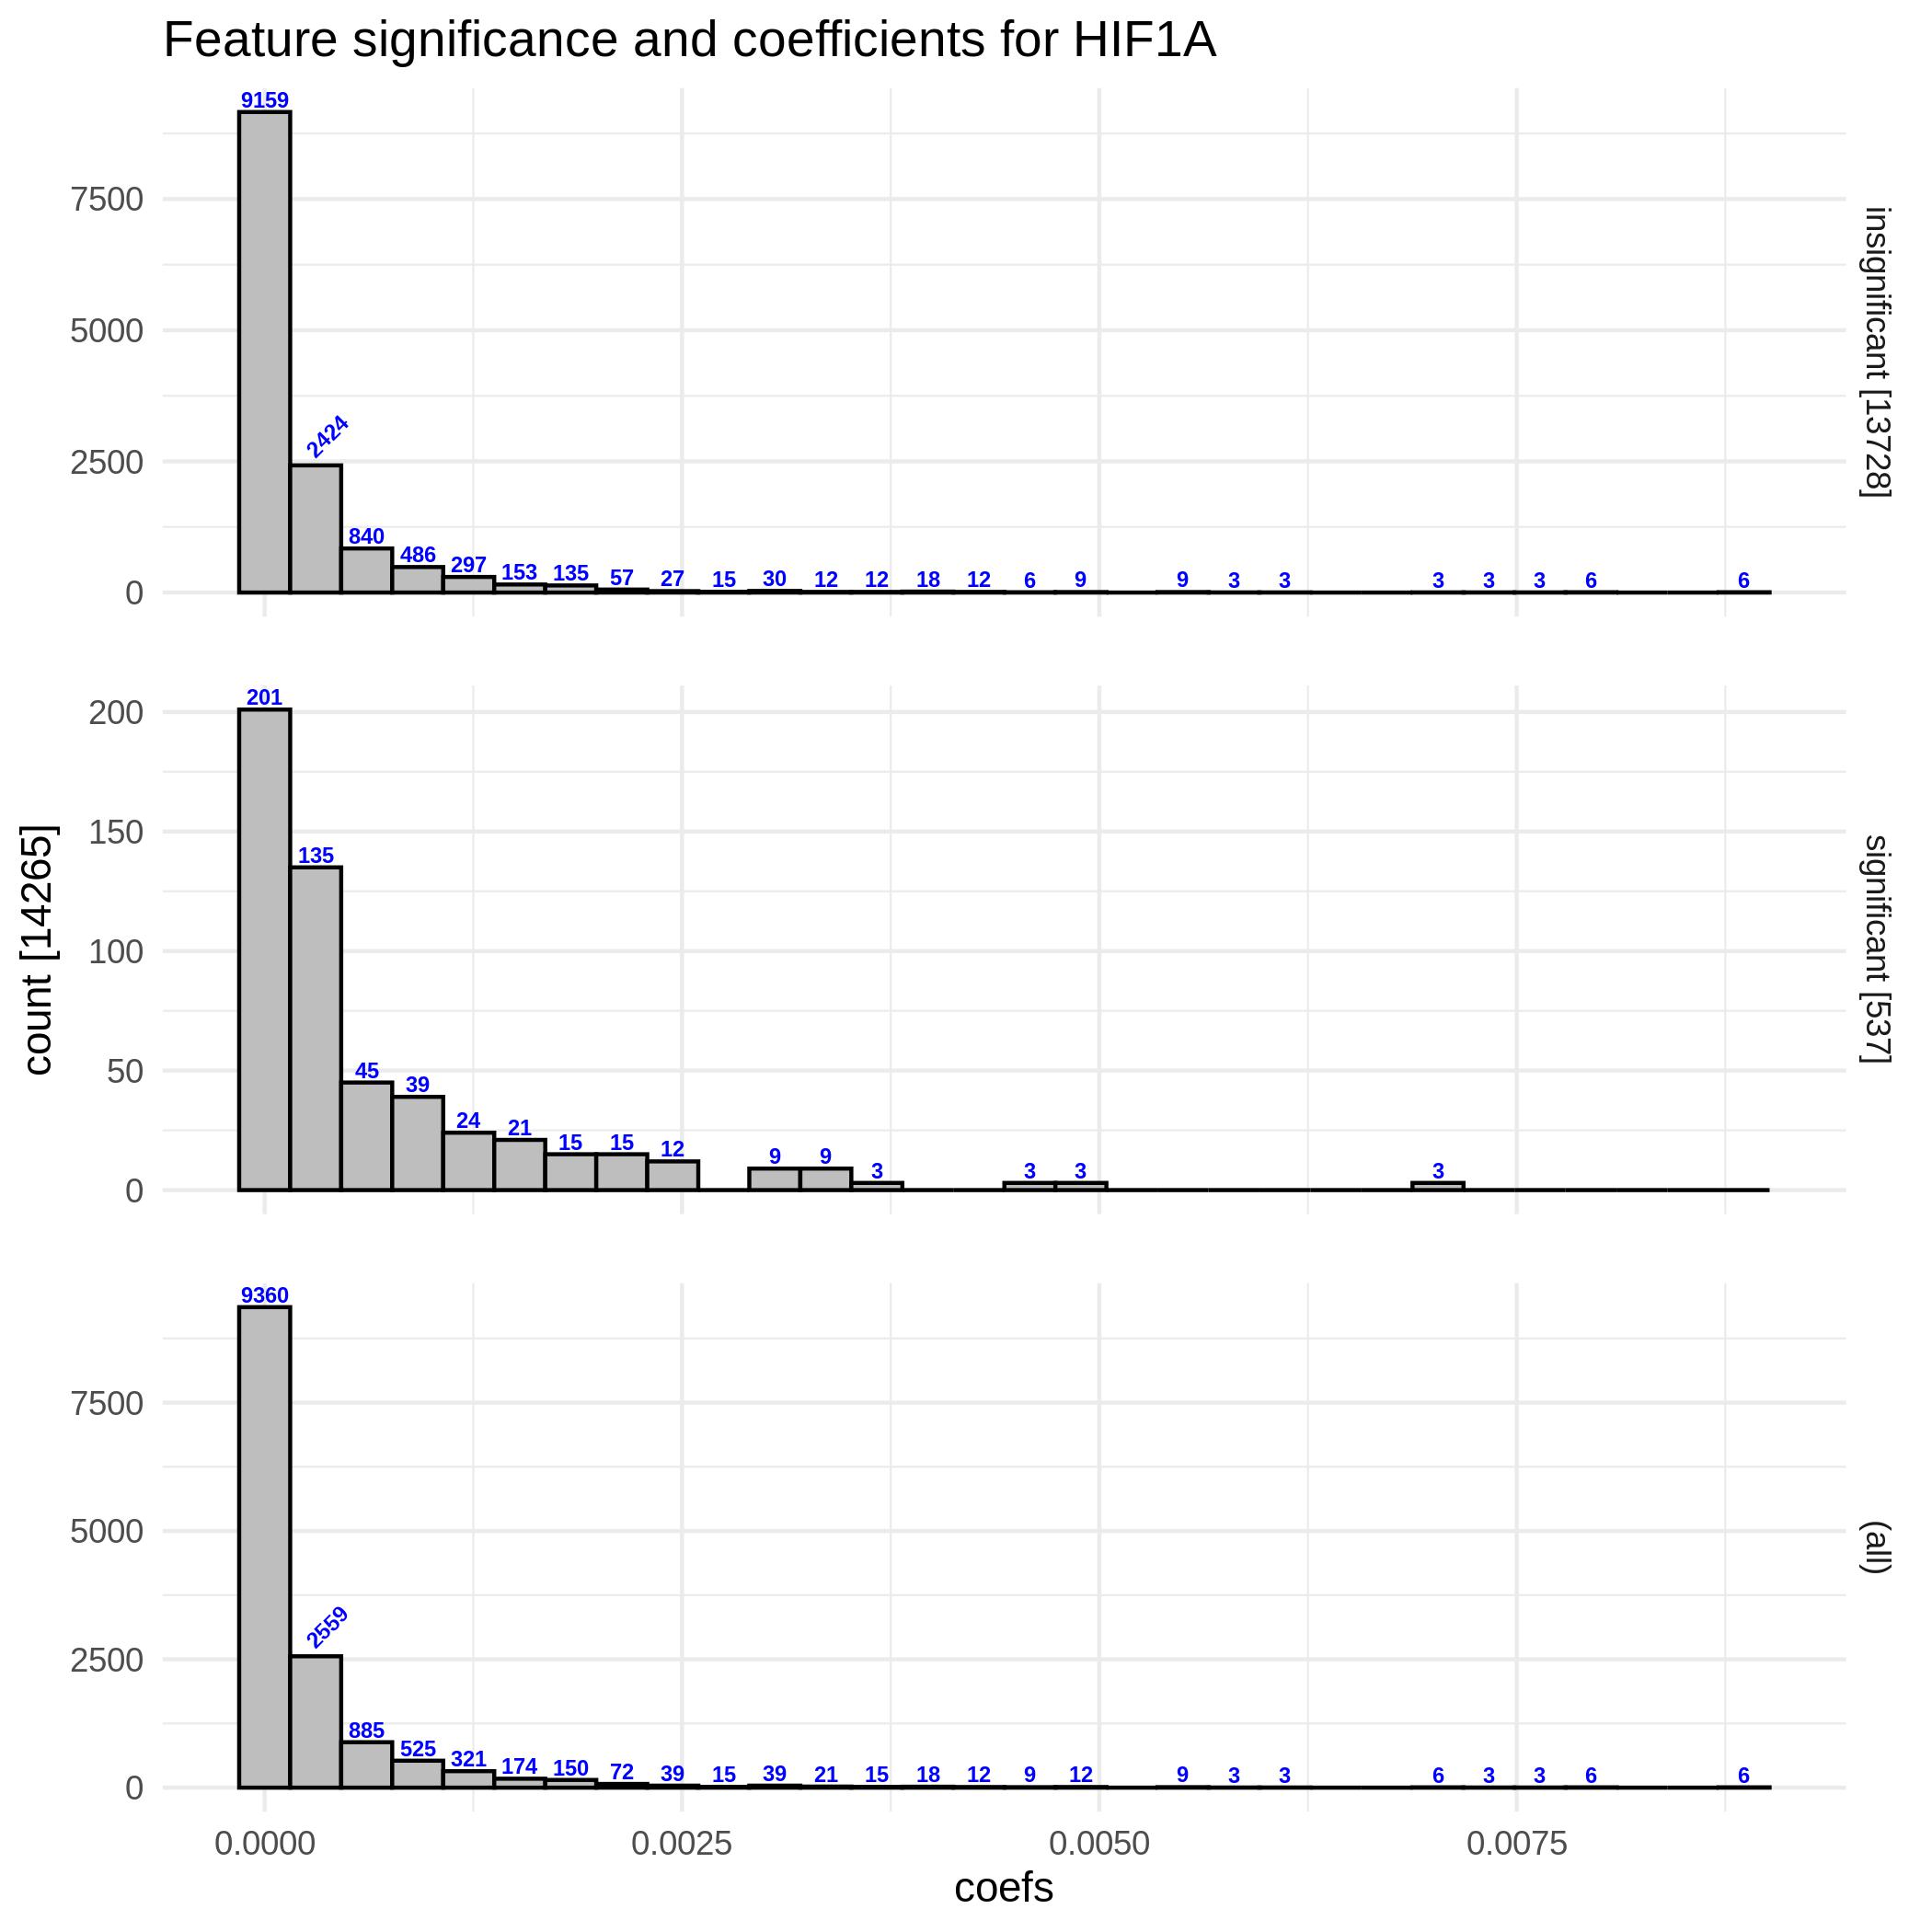 Feature significance and coefficients for HIF1A
9159
2424
840 486 297 153 135 57 27 15 30 12 12 18 12 6 9 9 3 3 3 3 3 6 6
7500
5000
2500
0
insignificant [13728]
201
135
45 39 24 21 15 15 12 9 9 3 3 3 3
200
150
100
50
0
significant [537]
count [14265]
9360
2559
885 525 321 174 150 72 39 15 39 21 15 18 12 9 12 9 3 3 6 3 3 6 6
7500
5000
2500
0
(all)
0.0000 0.0025 0.0050 0.0075
coefs